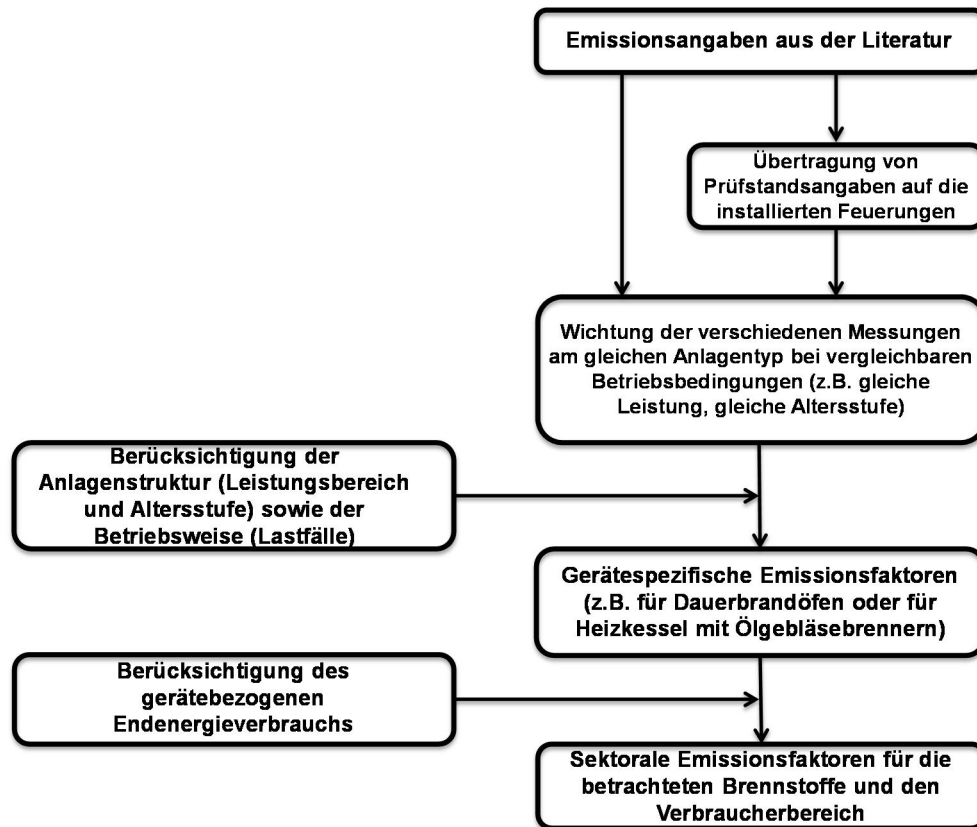 Emissionsangaben aus der Literatur
Übertragung von
Prüfstandsangaben auf die
installierten Feuerungen
Wichtung der verschiedenen Messungen
am gleichen Anlagentyp bei vergleichbaren
Betriebsbedingungen (z.B. gleiche
Leistung, gleiche Altersstufe)
Berücksichtigung der
Anlagenstruktur (Leistungsbereich
und Altersstufe) sowie der
Betriebsweise (Lastfälle)
Gerätespezifische Emissionsfaktoren
(z.B. für Dauerbrandöfen oder für
Heizkessel mit Ölgebläsebrennern)
Berücksichtigung des
gerätebezogenen
Endenergieverbrauchs
Sektorale Emissionsfaktoren für die
betrachteten Brennstoffe und den
Verbraucherbereich